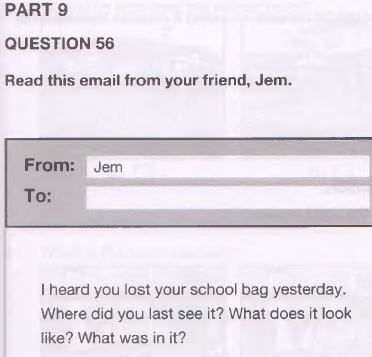 PART 9
QUESTION 56
Read this email from your friend, Jem.
From: Jem
To:
I heard you lost your school bag yesterday.
Where did you last see it? What does it look
like? What was in it?